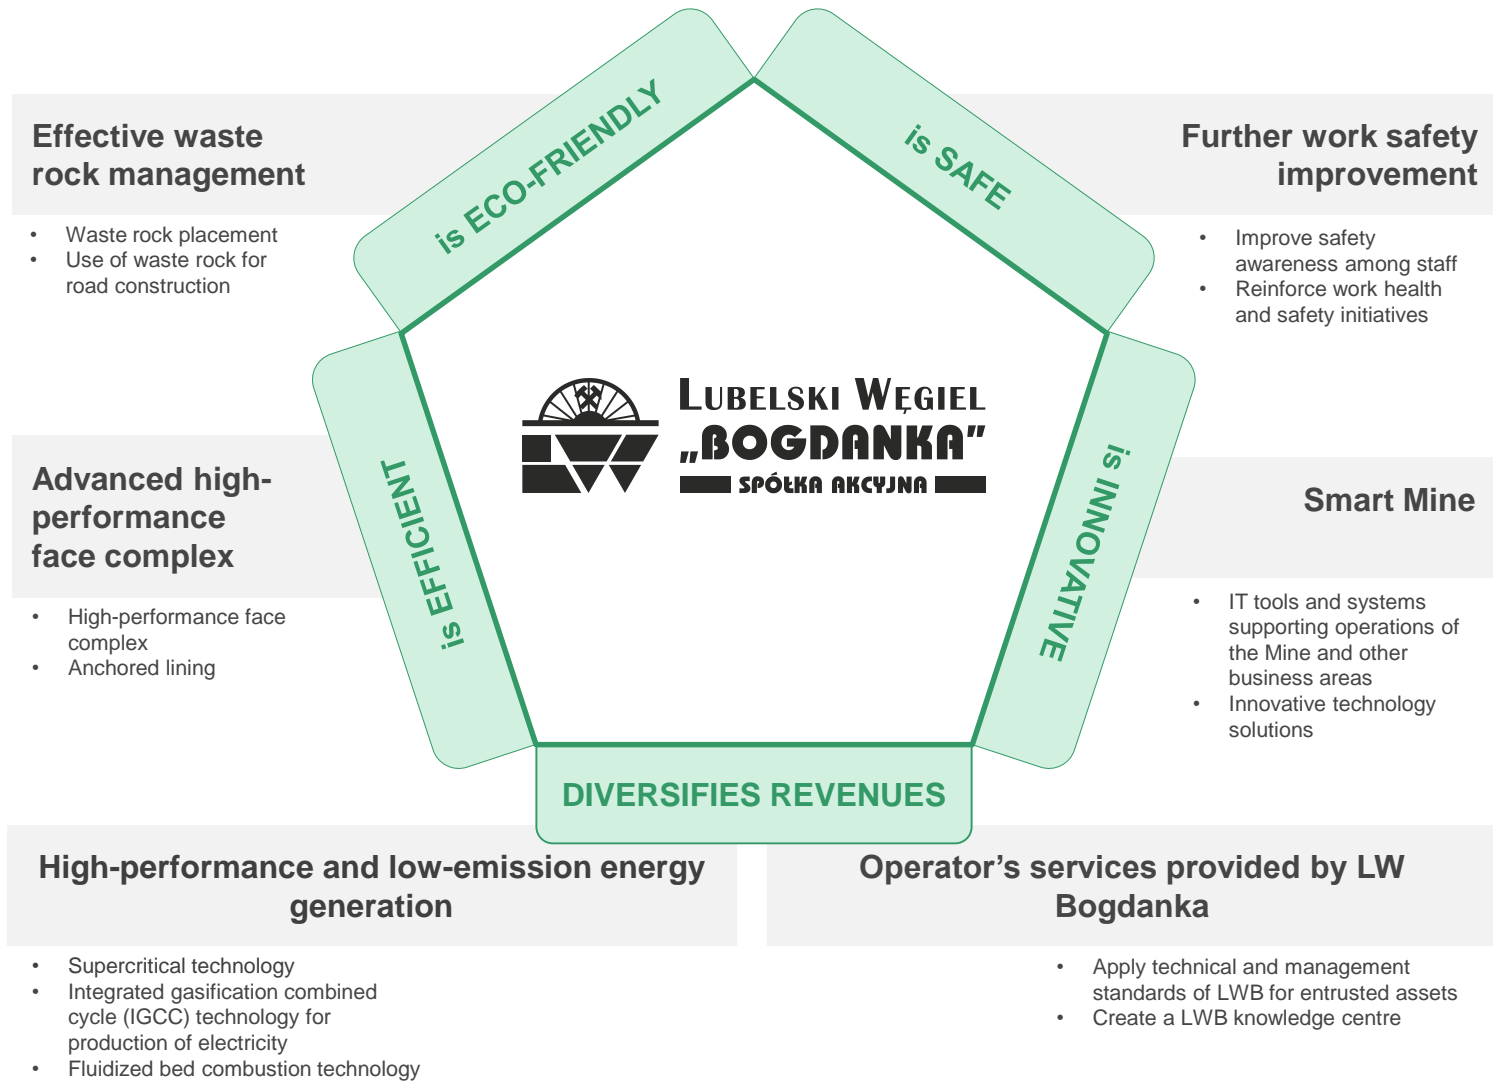 is ECO-FRIENDLY
is SAFE
Effective waste
rock management
• Waste rock placement
• Use of waste rock for
road construction
Further work safety
improvement
• Improve safety
awareness among staff
• Reinforce work health
and safety initiatives
LUBELSKI WĘGIEL
„BOGDANKA”
SPÓŁKA AKCYJNA
is EFFICIENT
Advanced high-
performance
face complex
• High-performance face
complex
• Anchored lining
is INNOVATIVE
Smart Mine
• IT tools and systems
supporting operations of
the Mine and other
business areas
• Innovative technology
solutions
DIVERSIFIES REVENUES
High-performance and low-emission energy
generation
• Supercritical technology
• Integrated gasification combined
cycle (IGCC) technology for
production of electricity
• Fluidized bed combustion technology
Operator’s services provided by LW
Bogdanka
• Apply technical and management
standards of LWB for entrusted assets
• Create a LWB knowledge centre